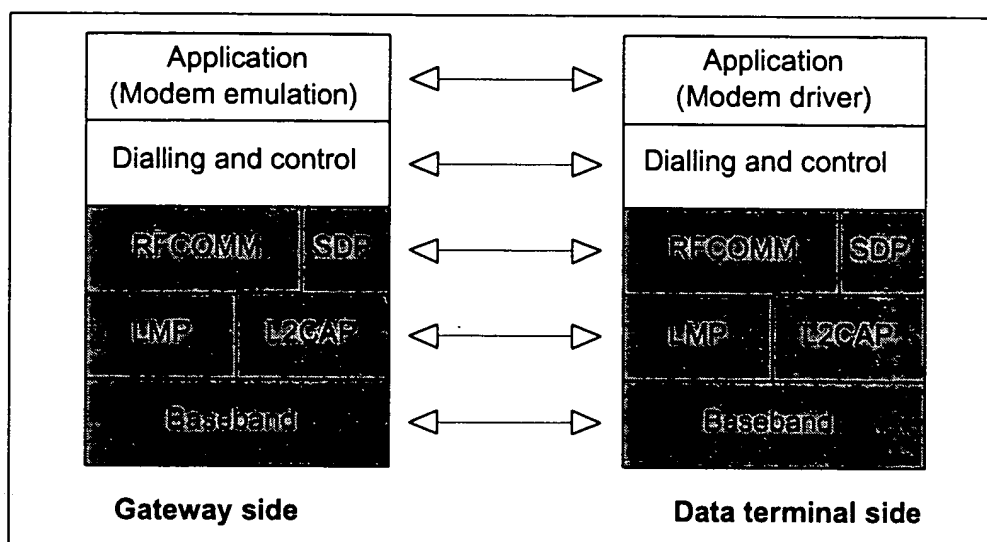 Application
(Modem emulation)
Dialling and control
RFCOMM SDP
LMP L2CAP
Baseband
Gateway side
Application
(Modem driver)
Dialling and control
RFCOMM SDP
LMP L2CAP
Baseband
Data terminal side